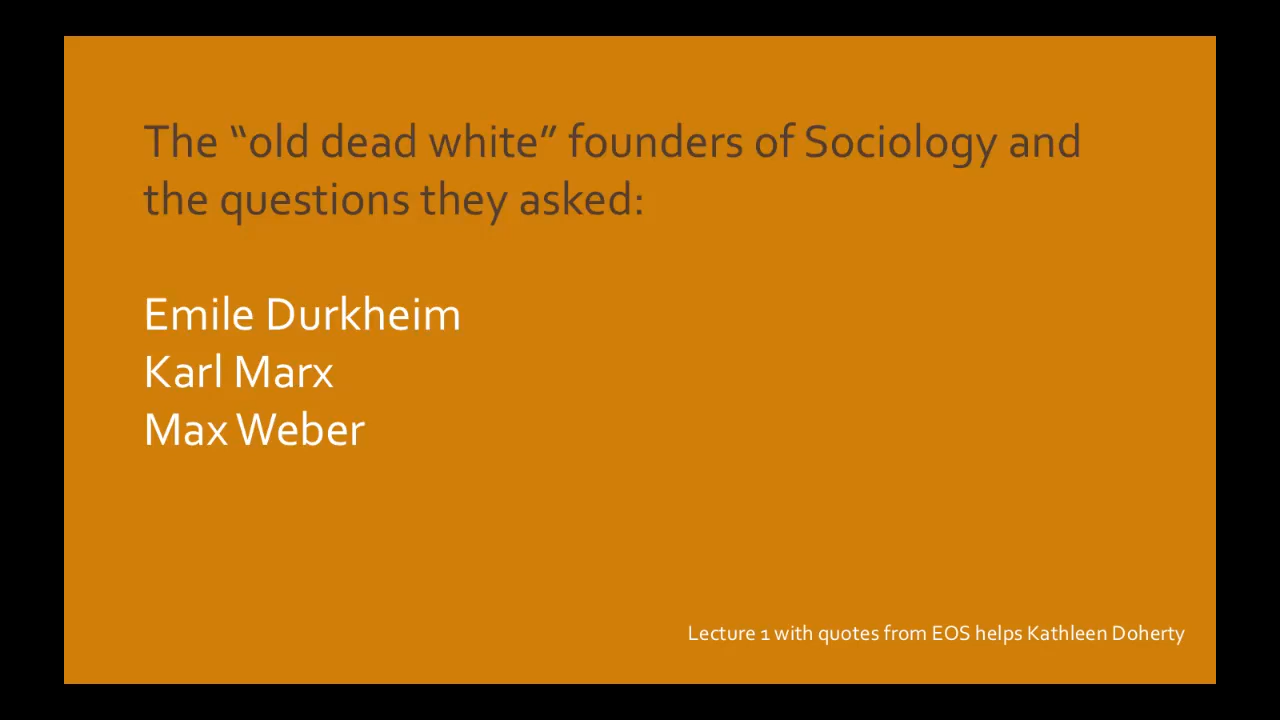 The “old dead white” founders of Sociology and
the questions they asked:
Emile Durkheim
Karl Marx
Max Weber
Lecture 1 with quotes from EOS helps Kathleen Doherty